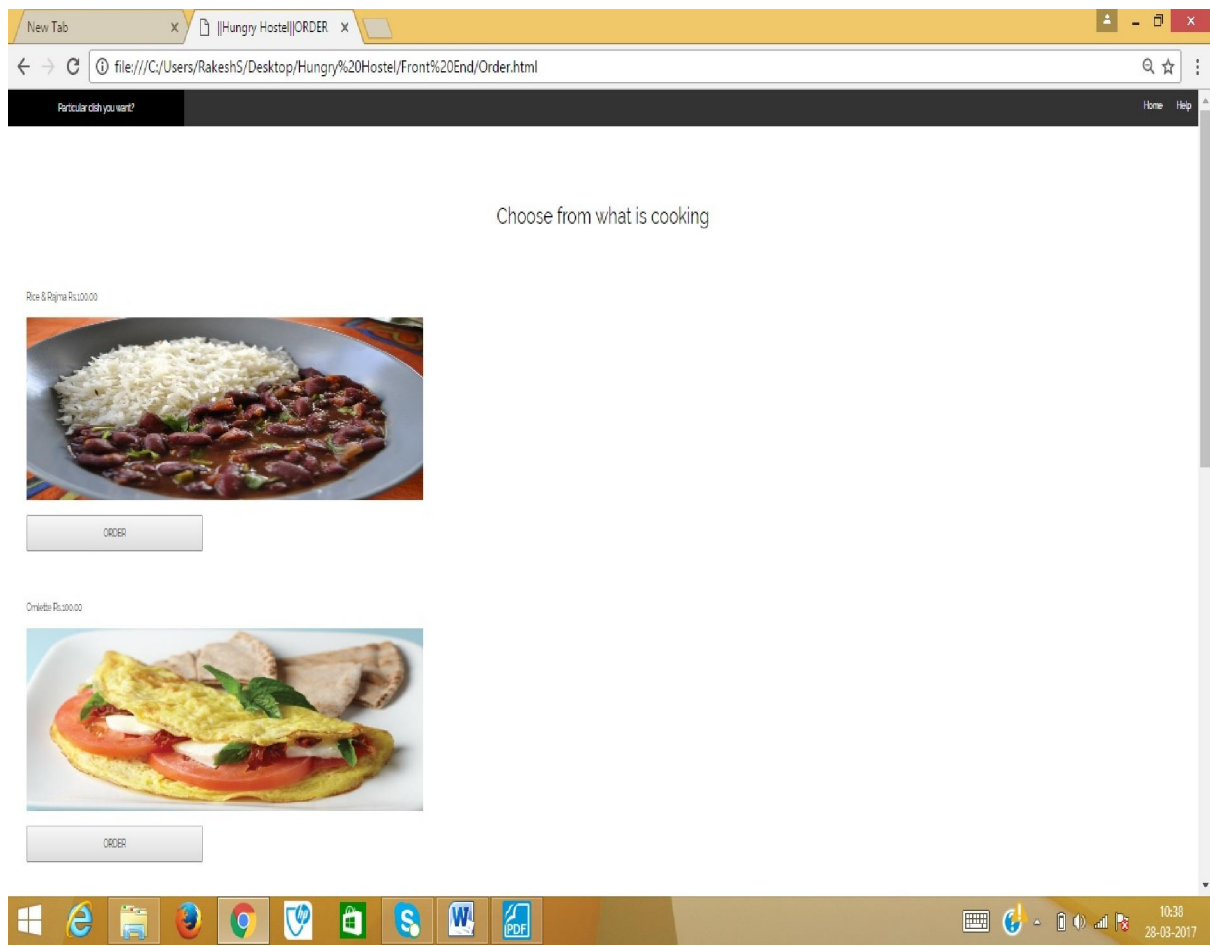 New Tab
||Hungry Hostel||ORDER
file:///C:/Users/RakeshS/Desktop/Hungry%20Hostel/Front%20End/Order.html
Particular dish you want?
Home Help
Choose from what is cooking
Rice & Rajma Rs.100.00
ORDER
Omlette Rs.100.00
ORDER
hp
S
W
PDF
10:38
28-03-2017